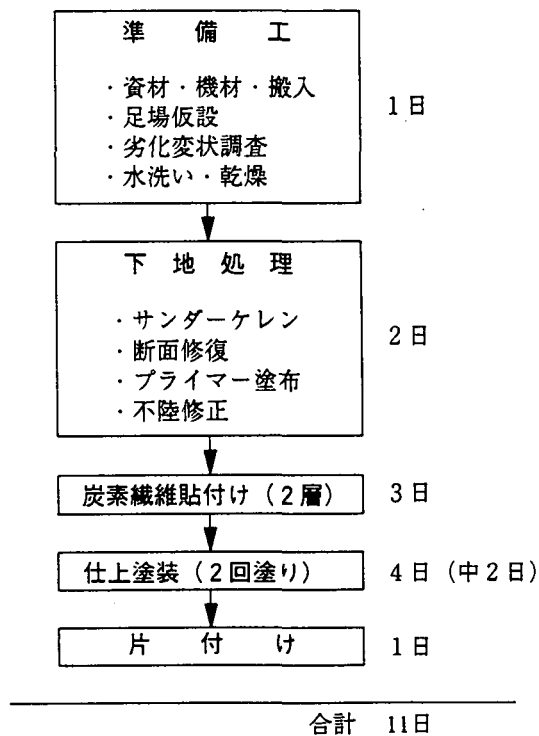 準備工
・資材・機材・搬入
・足場仮設
・劣化変状調査
・水洗い・乾燥
1日
下地処理
・サンダーケレン
・断面修復
・プライマー塗布
・不陸修正
2日
炭素繊維貼付け(2層) 3日
仕上塗装(2回塗り) 4日(中2日)
片付け 1日
合計 11日